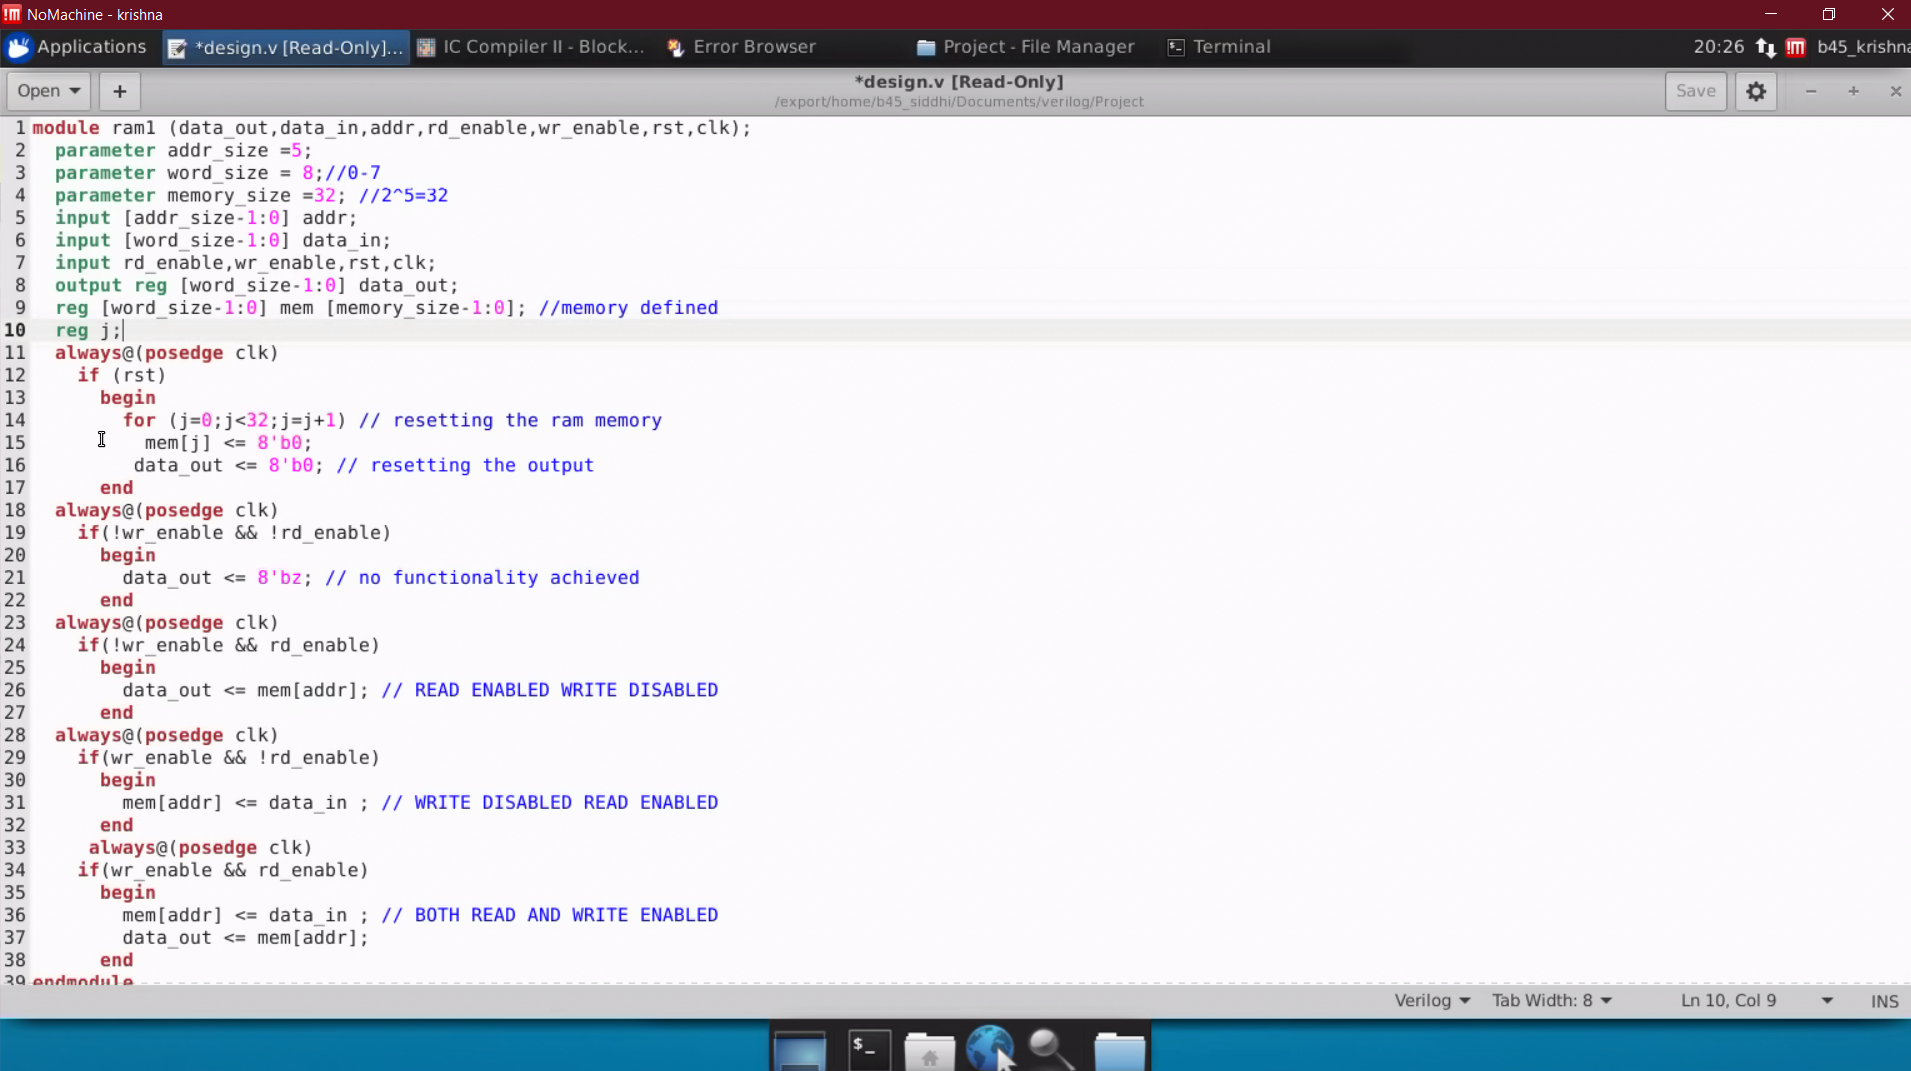 NoMachine - krishna
Applications *design.v [Read-Only]... IC Compiler II - Block... Error Browser Project - File Manager Terminal 20:26 b45_krishna
Open + *design.v [Read-Only] Save
/export/home/b45_siddhi/Documents/verilog/Project
1 module ram1 (data_out,data_in,addr,rd_enable,wr_enable,rst,clk);
2 parameter addr_size =5;
3 parameter word_size = 8;//0-7
4 parameter memory_size =32; //2^5=32
5 input [addr_size-1:0] addr;
6 input [word_size-1:0] data_in;
7 input rd_enable,wr_enable,rst,clk;
8 output reg [word_size-1:0] data_out;
9 reg [word_size-1:0] mem [memory_size-1:0]; //memory defined
10 reg j;
11 always@(posedge clk)
12 if (rst)
13 begin
14 for (j=0;j<32;j=j+1) // resetting the ram memory
15 mem[j] <= 8'b0;
16 data_out <= 8'b0; // resetting the output
17 end
18 always@(posedge clk)
19 if(!wr_enable && !rd_enable)
20 begin
21 data_out <= 8'bz; // no functionality achieved
22 end
23 always@(posedge clk)
24 if(!wr_enable && rd_enable)
25 begin
26 data_out <= mem[addr]; // READ ENABLED WRITE DISABLED
27 end
28 always@(posedge clk)
29 if(wr_enable && !rd_enable)
30 begin
31 mem[addr] <= data_in ; // WRITE DISABLED READ ENABLED
32 end
33 always@(posedge clk)
34 if(wr_enable && rd_enable)
35 begin
36 mem[addr] <= data_in ; // BOTH READ AND WRITE ENABLED
37 data_out <= mem[addr];
38 end
39 endmodule
Verilog Tab Width: 8 Ln 10, Col 9 INS
$_